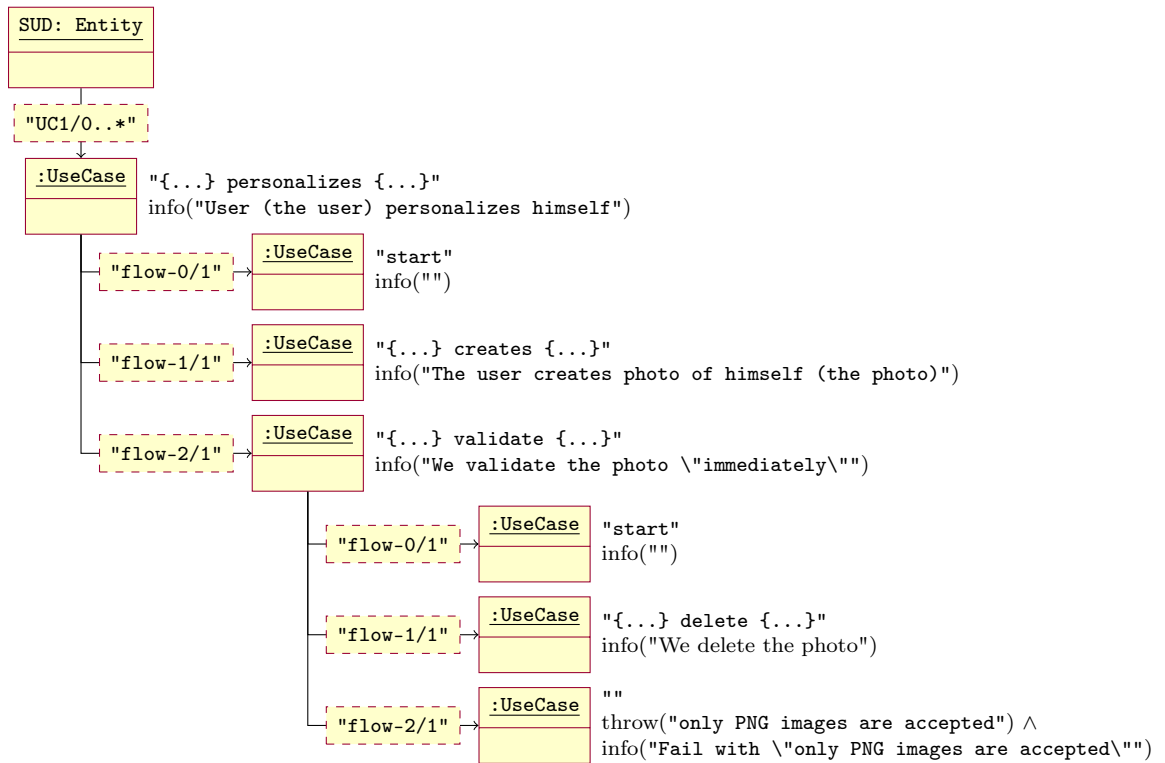 SUD: Entity
"UC1/0..*"
:UseCase
"{...} personalizes {...}"
info("User (the user) personalizes himself")
"flow-0/1"
:UseCase
"start"
info("")
"flow-1/1"
:UseCase
"{...} creates {...}"
info("The user creates photo of himself (the photo)")
"flow-2/1"
:UseCase
"{...} validate {...}"
info("We validate the photo \"immediately\"")
"flow-0/1"
:UseCase
"start"
info("")
"flow-1/1"
:UseCase
"{...} delete {...}"
info("We delete the photo")
"flow-2/1"
:UseCase
""
throw("only PNG images are accepted") ∧
info("Fail with \"only PNG images are accepted\"")